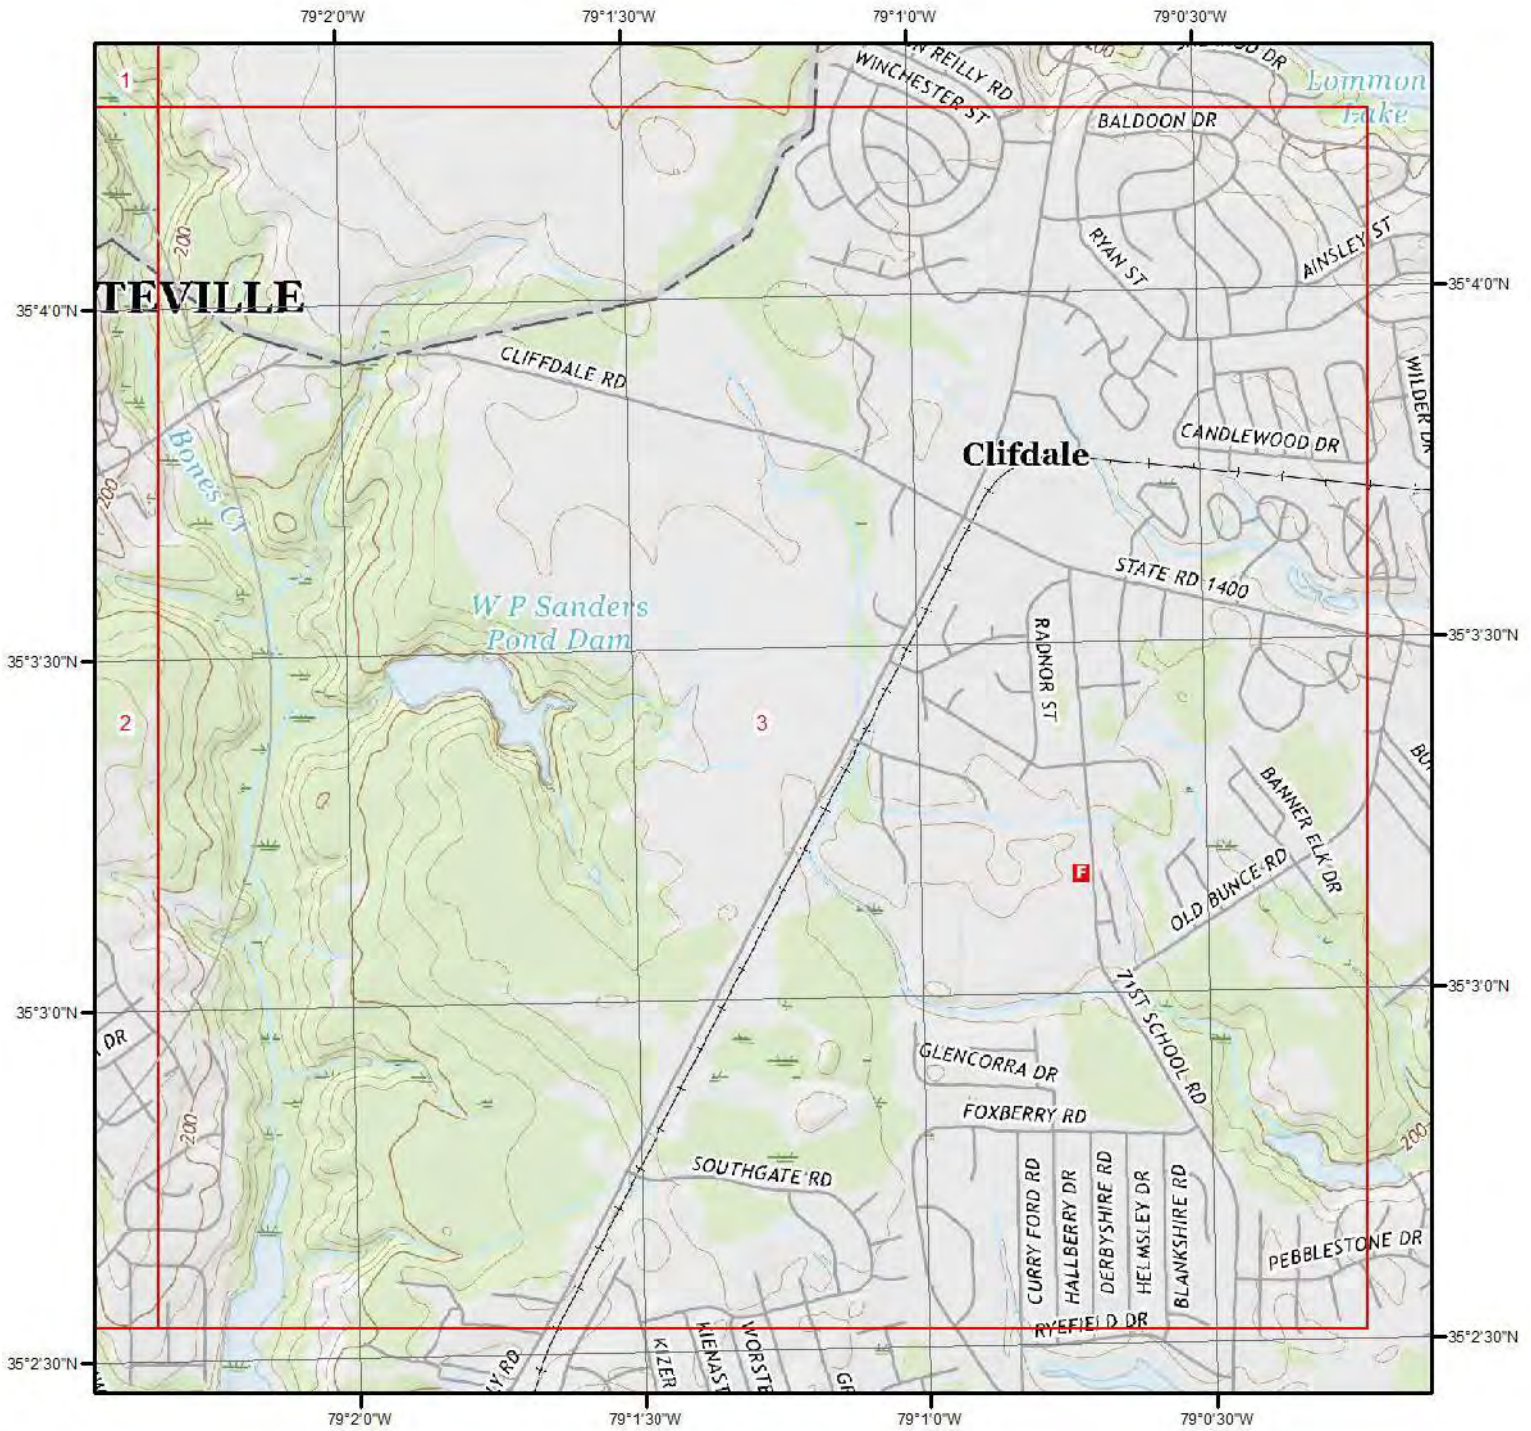 79°2'0"W 79°1'30"W 79°1'0"W 79°0'30"W
200
N REILLY RD
WINCHESTER ST
Lommon
Lake
1
BALDOON DR
200
RYAN ST
AINSLEY ST
35°4'0"N
TEVILLE
35°4'0"N
CLIFFDALE RD
WILDER DR
CANDLEWOOD DR
Clifdale
Bones Cr
200
STATE RD 1400
W P Sanders
Pond Dam
RADNOR ST
35°3'30"N
35°3'30"N
2
3
BANNER ELK DR
F
OLD BUNCE RD
71ST SCHOOL RD
35°3'0"N
35°3'0"N
DR
GLENCORRA DR
FOXBERRY RD
200
200
SOUTHGATE RD
CURRY FORD RD
HALLBERRY DR
DERBYSHIRE RD
HELMSLEY DR
BLANKSHIRE RD
PEBBLESTONE DR
RYEFIELD DR
35°2'30"N
35°2'30"N
LY RD
KIZER
KIENAST
WORSTE
GR
79°2'0"W 79°1'30"W 79°1'0"W 79°0'30"W